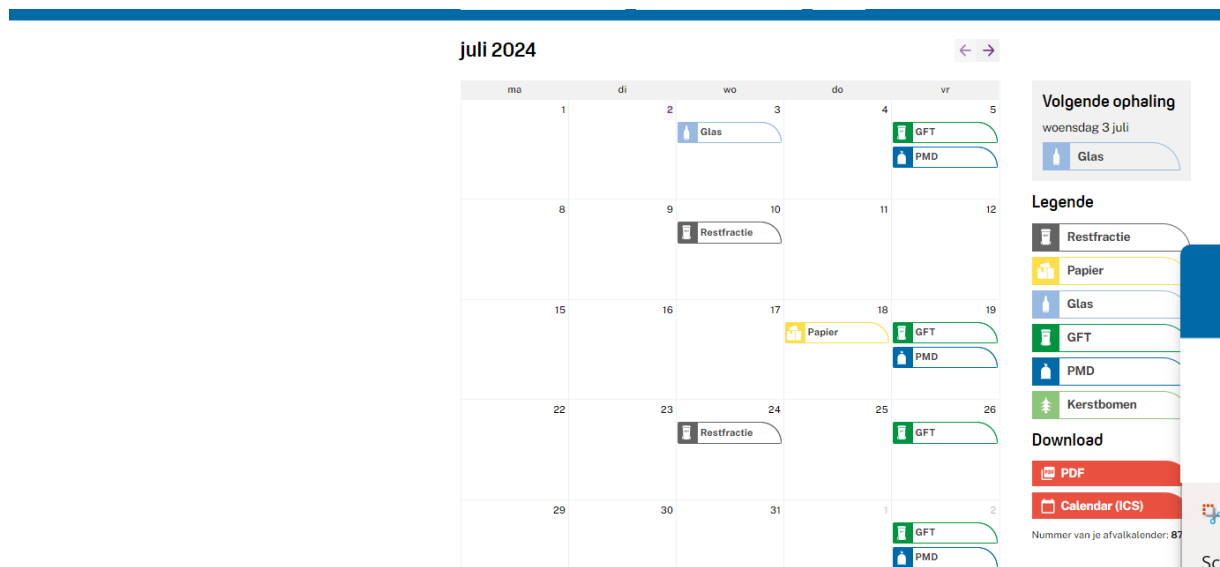 juli 2024
ma di wo do vr
1 2 3 4 5
Glas GFT
PMD
8 9 10 11 12
Restfractie
15 16 17 18 19
Papier GFT
PMD
22 23 24 25 26
Restfractie GFT
29 30 31 1 2
GFT
PMD
Volgende ophaling
woensdag 3 juli
Glas
Legende
Restfractie
Papier
Glas
GFT
PMD
Kerstbomen
Download
PDF PDF
Calendar (ICS)
Nummer van je afvalkalender: 87
Sc